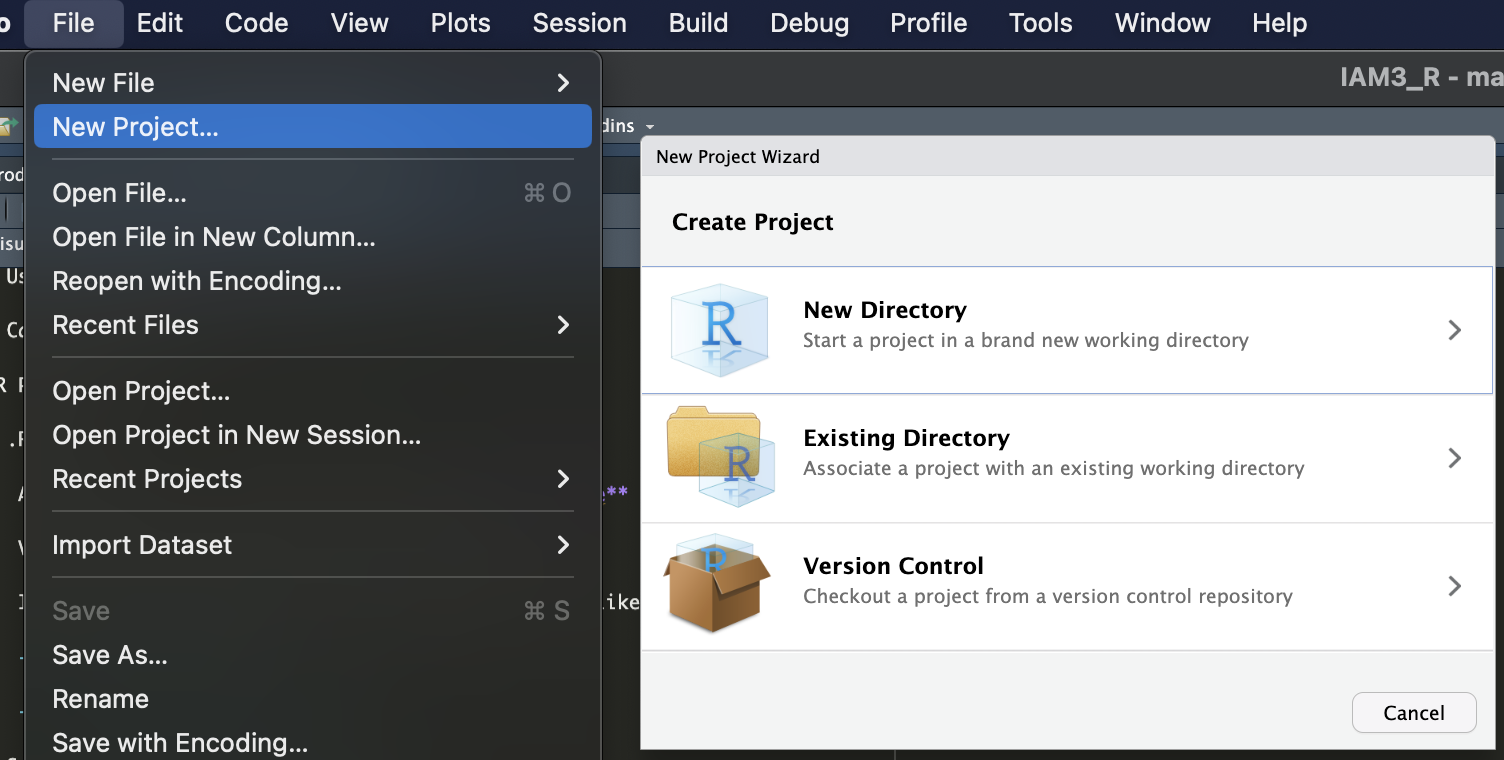 File Edit Code View Plots Session Build Debug Profile Tools Window Help
IAM3_R - ma
New File
New Project...
Open File... ⌘ O
Open File in New Column...
Reopen with Encoding...
Recent Files
Open Project...
Open Project in New Session...
Recent Projects
Import Dataset
Save ⌘ S
Save As...
Rename
Save with Encoding...
dins
**
like
New Project Wizard
Create Project
R
New Directory
Start a project in a brand new working directory
R
Existing Directory
Associate a project with an existing working directory
R
Version Control
Checkout a project from a version control repository
Cancel